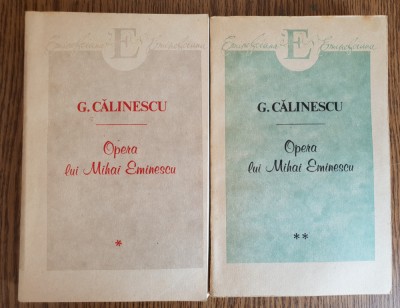 E
G. CĂLINESCU
Opera
lui Mihai Eminescu
*
E
G. CĂLINESCU
Opera
lui Mihai Eminescu
**